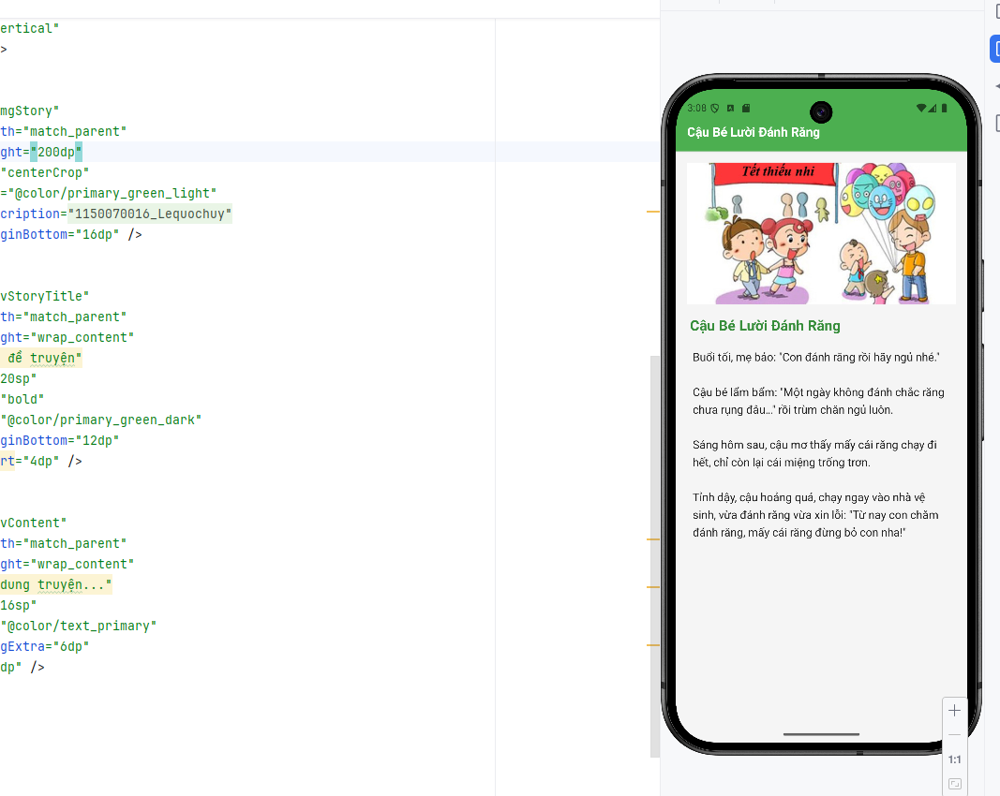 ertical"
>
mgStory"
th="match_parent"
ght="200dp"
"centerCrop"
="@color/primary_green_light"
cription="1150070016_Lequochuy"
ginBottom="16dp" />
vStoryTitle"
th="match_parent"
ght="wrap_content"
đề truyện"
20sp"
"bold"
"@color/primary_green_dark"
ginBottom="12dp"
rt="4dp" />
vContent"
th="match_parent"
ght="wrap_content"
dung truyện..."
16sp"
"@color/text_primary"
gExtra="6dp"
dp" />
3:08
Cậu Bé Lười Đánh Răng
Tết thiếu nhi
Cậu Bé Lười Đánh Răng
Buổi tối, mẹ bảo: "Con đánh răng rồi hãy ngủ nhé."
Cậu bé lẩm bẩm: "Một ngày không đánh chắc răng
chưa rụng đâu…" rồi trùm chăn ngủ luôn.
Sáng hôm sau, cậu mơ thấy mấy cái răng chạy đi
hết, chỉ còn lại cái miệng trống trơn.
Tỉnh dậy, cậu hoảng quá, chạy ngay vào nhà vệ
sinh, vừa đánh răng vừa xin lỗi: "Từ nay con chăm
đánh răng, mấy cái răng đừng bỏ con nha!"
1:1